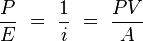 P/E = 1/i = PV/A